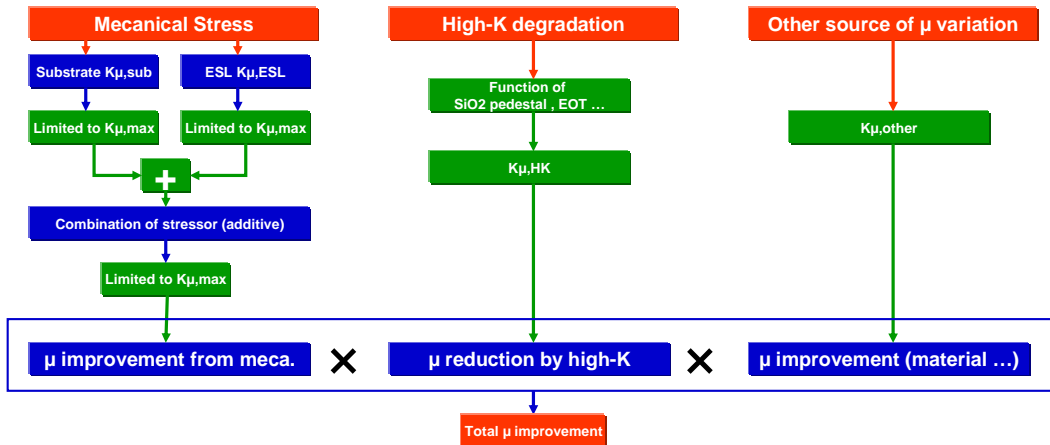 Mecanical Stress
High-K degradation
Other source of µ variation
Substrate Kµ,sub
ESL Kµ,ESL
Function of
SiO2 pedestal , EOT ...
Limited to Kµ,max
Limited to Kµ,max
Kµ,other
+
Kµ,HK
Combination of stressor (additive)
Limited to Kµ,max
µ improvement from meca.
×
µ reduction by high-K
×
µ improvement (material ...)
Total µ improvement